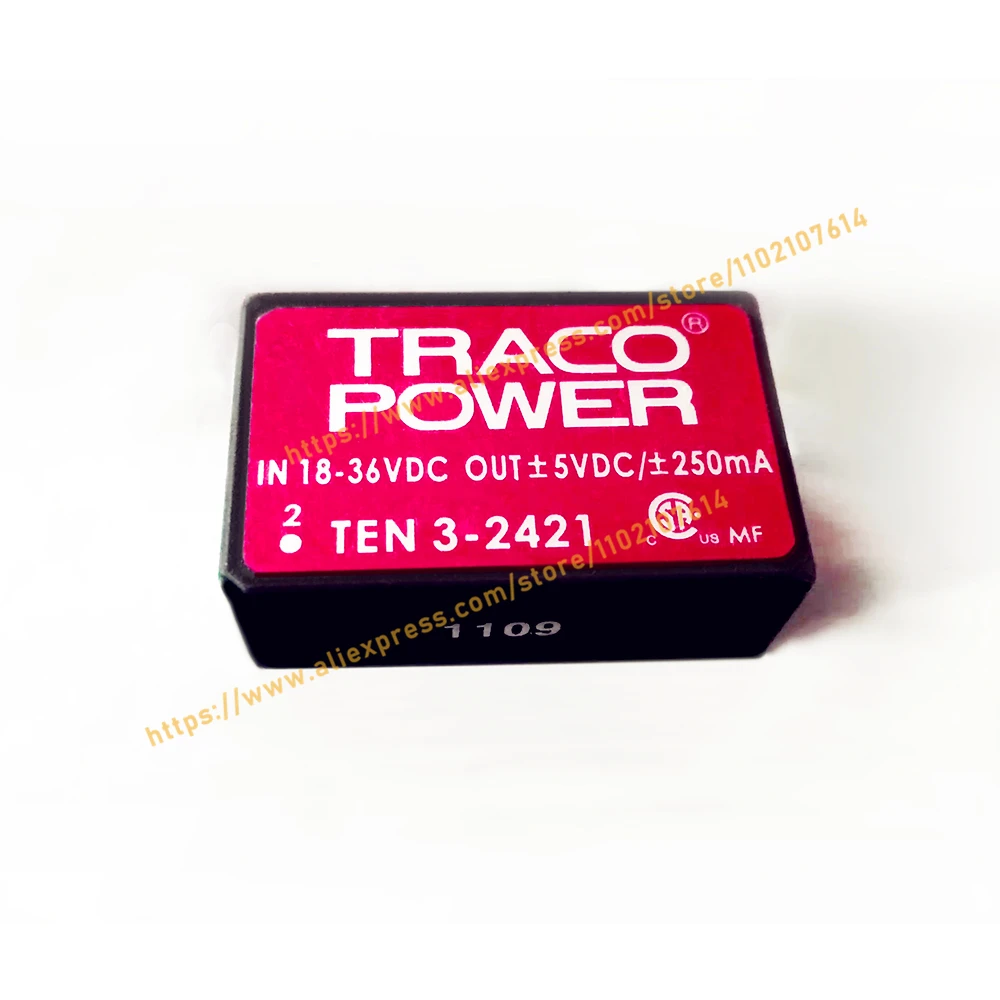 TRACO®
POWER
IN 18-36VDC OUT ±5VDC/±250mA
2
TEN 3-2421 C US MF
1109
https://www.aliexpress.com/store/1102107614
https://www.aliexpress.com/store/1102107614